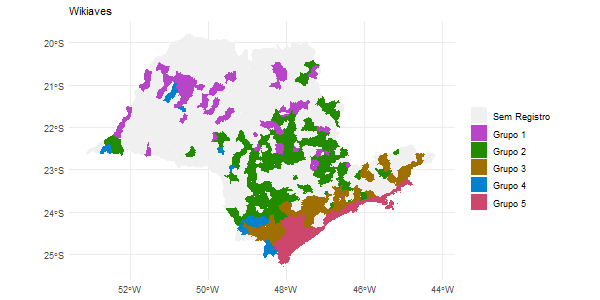 Wikiaves
20°S
21°S
22°S
23°S
24°S
25°S
52°W
50°W
48°W
46°W
44°W
Sem Registro
Grupo 1
Grupo 2
Grupo 3
Grupo 4
Grupo 5